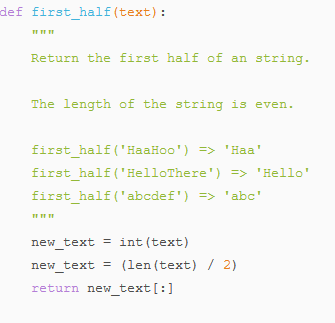 def first_half(text):
    """
    Return the first half of an string.

    The length of the string is even.

    first_half('HaaHoo') => 'Haa'
    first_half('HelloThere') => 'Hello'
    first_half('abcdef') => 'abc'
    """
    new_text = int(text)
    new_text = (len(text) / 2)
    return new_text[:]